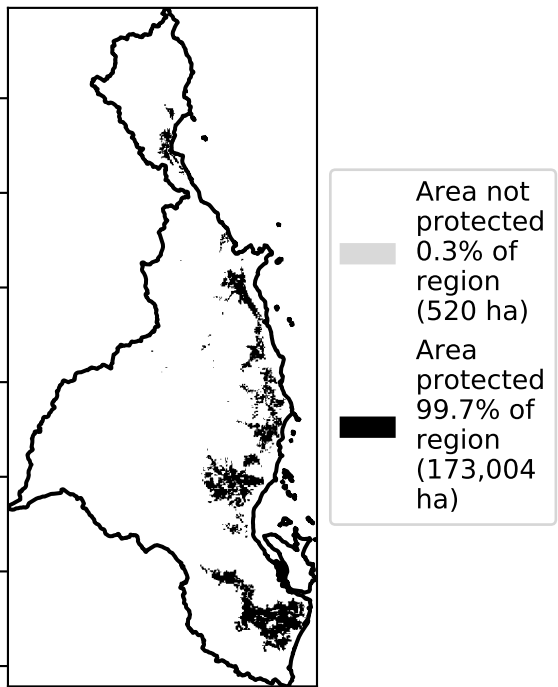 Area not
protected
0.3% of
region
(520 ha)
Area
protected
99.7% of
region
(173,004
ha)